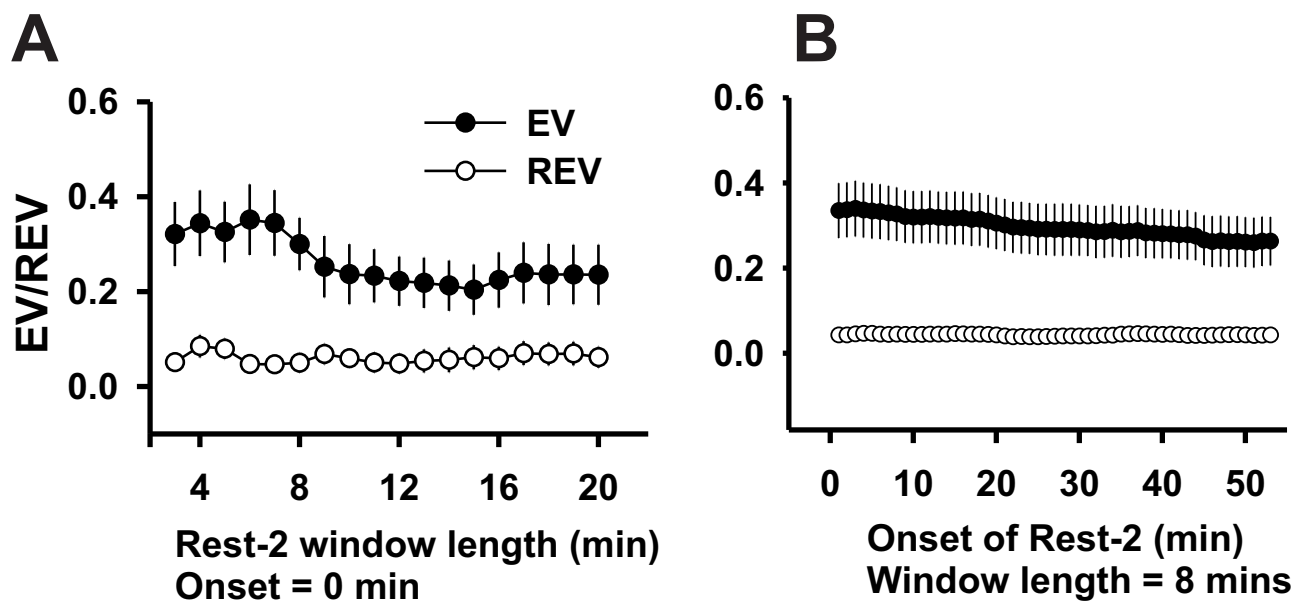 A
B
EV/REV
0.6
0.4
0.2
0.0
EV
REV
4 8 12 16 20
Rest-2 window length (min)
Onset = 0 min
0.6
0.4
0.2
0.0
0 10 20 30 40 50
Onset of Rest-2 (min)
Window length = 8 mins